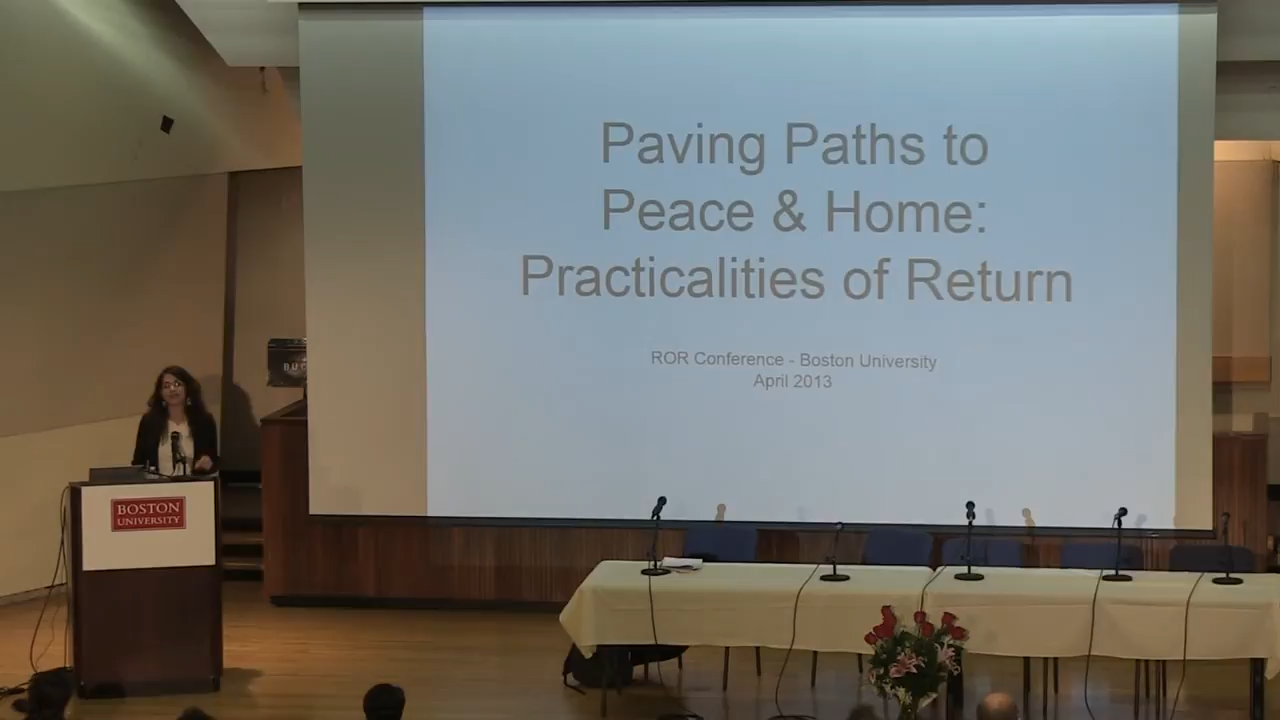 Paving Paths to
Peace & Home:
Practicalities of Return
ROR Conference - Boston University
April 2013
BOSTON
UNIVERSITY